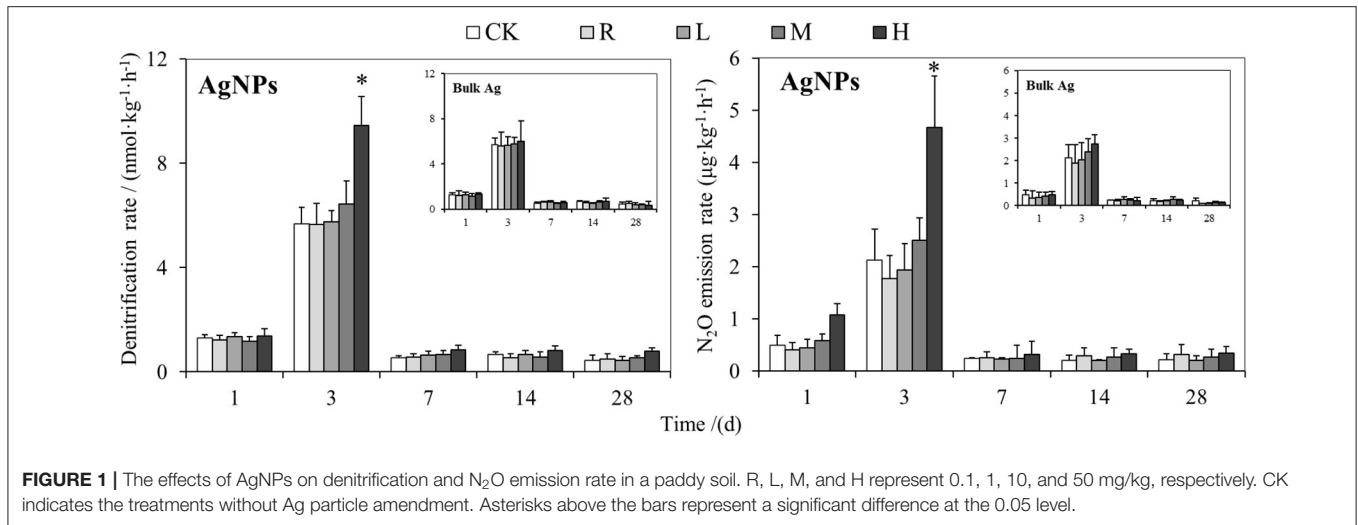 CK R L M H
Denitrification rate / (nmol·kg⁻¹·h⁻¹)
12
8
4
0
AgNPs
*
Bulk Ag
12
9
6
3
0
1 3 7 14 28
1 3 7 14 28
N₂O emission rate (μg·kg⁻¹·h⁻¹)
6
5
4
3
2
1
0
AgNPs
*
Bulk Ag
6
5
4
3
2
1
0
1 3 7 14 28
1 3 7 14 28
Time /(d)
FIGURE 1 | The effects of AgNPs on denitrification and N₂O emission rate in a paddy soil. R, L, M, and H represent 0.1, 1, 10, and 50 mg/kg, respectively. CK
indicates the treatments without Ag particle amendment. Asterisks above the bars represent a significant difference at the 0.05 level.